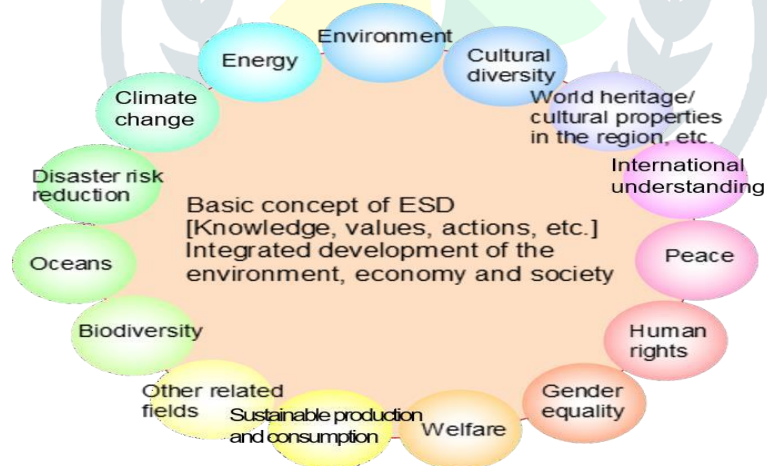 Environment
Cultural
diversity
World heritage/
cultural properties
in the region, etc.
International
understanding
Peace
Human
rights
Gender
equality
Welfare
Sustainable production
and consumption
Other related
fields
Biodiversity
Oceans
Disaster risk
reduction
Climate
change
Energy
Basic concept of ESD
[Knowledge, values, actions, etc.]
Integrated development of the
environment, economy and society